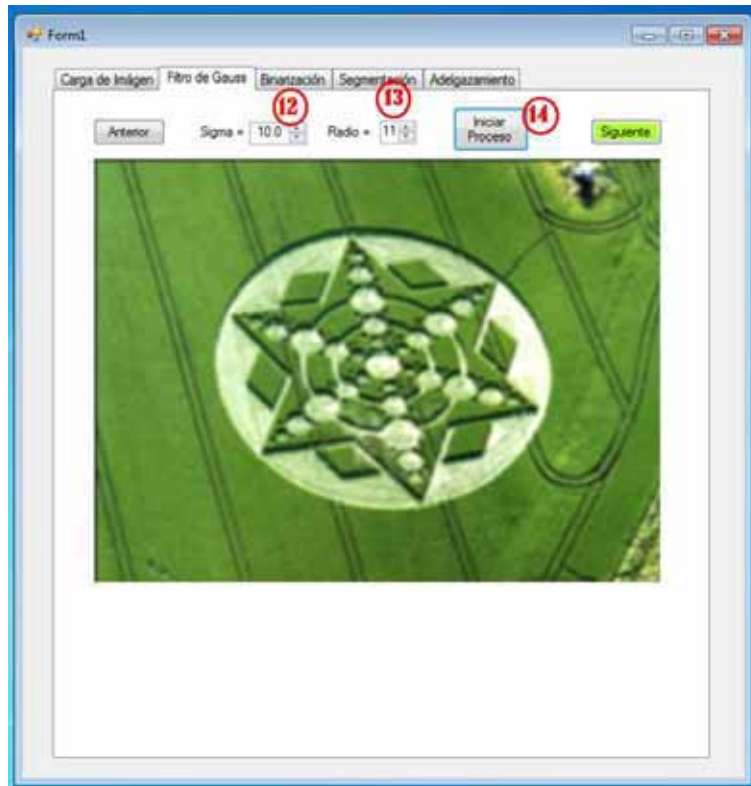 Form1
Carga de Imágen Filtro de Gauss Binarización Segmentación Adelgazamiento
12 13 14
Anterior Sigma = 10.0 Radio = 11 Iniciar Proceso Siguiente